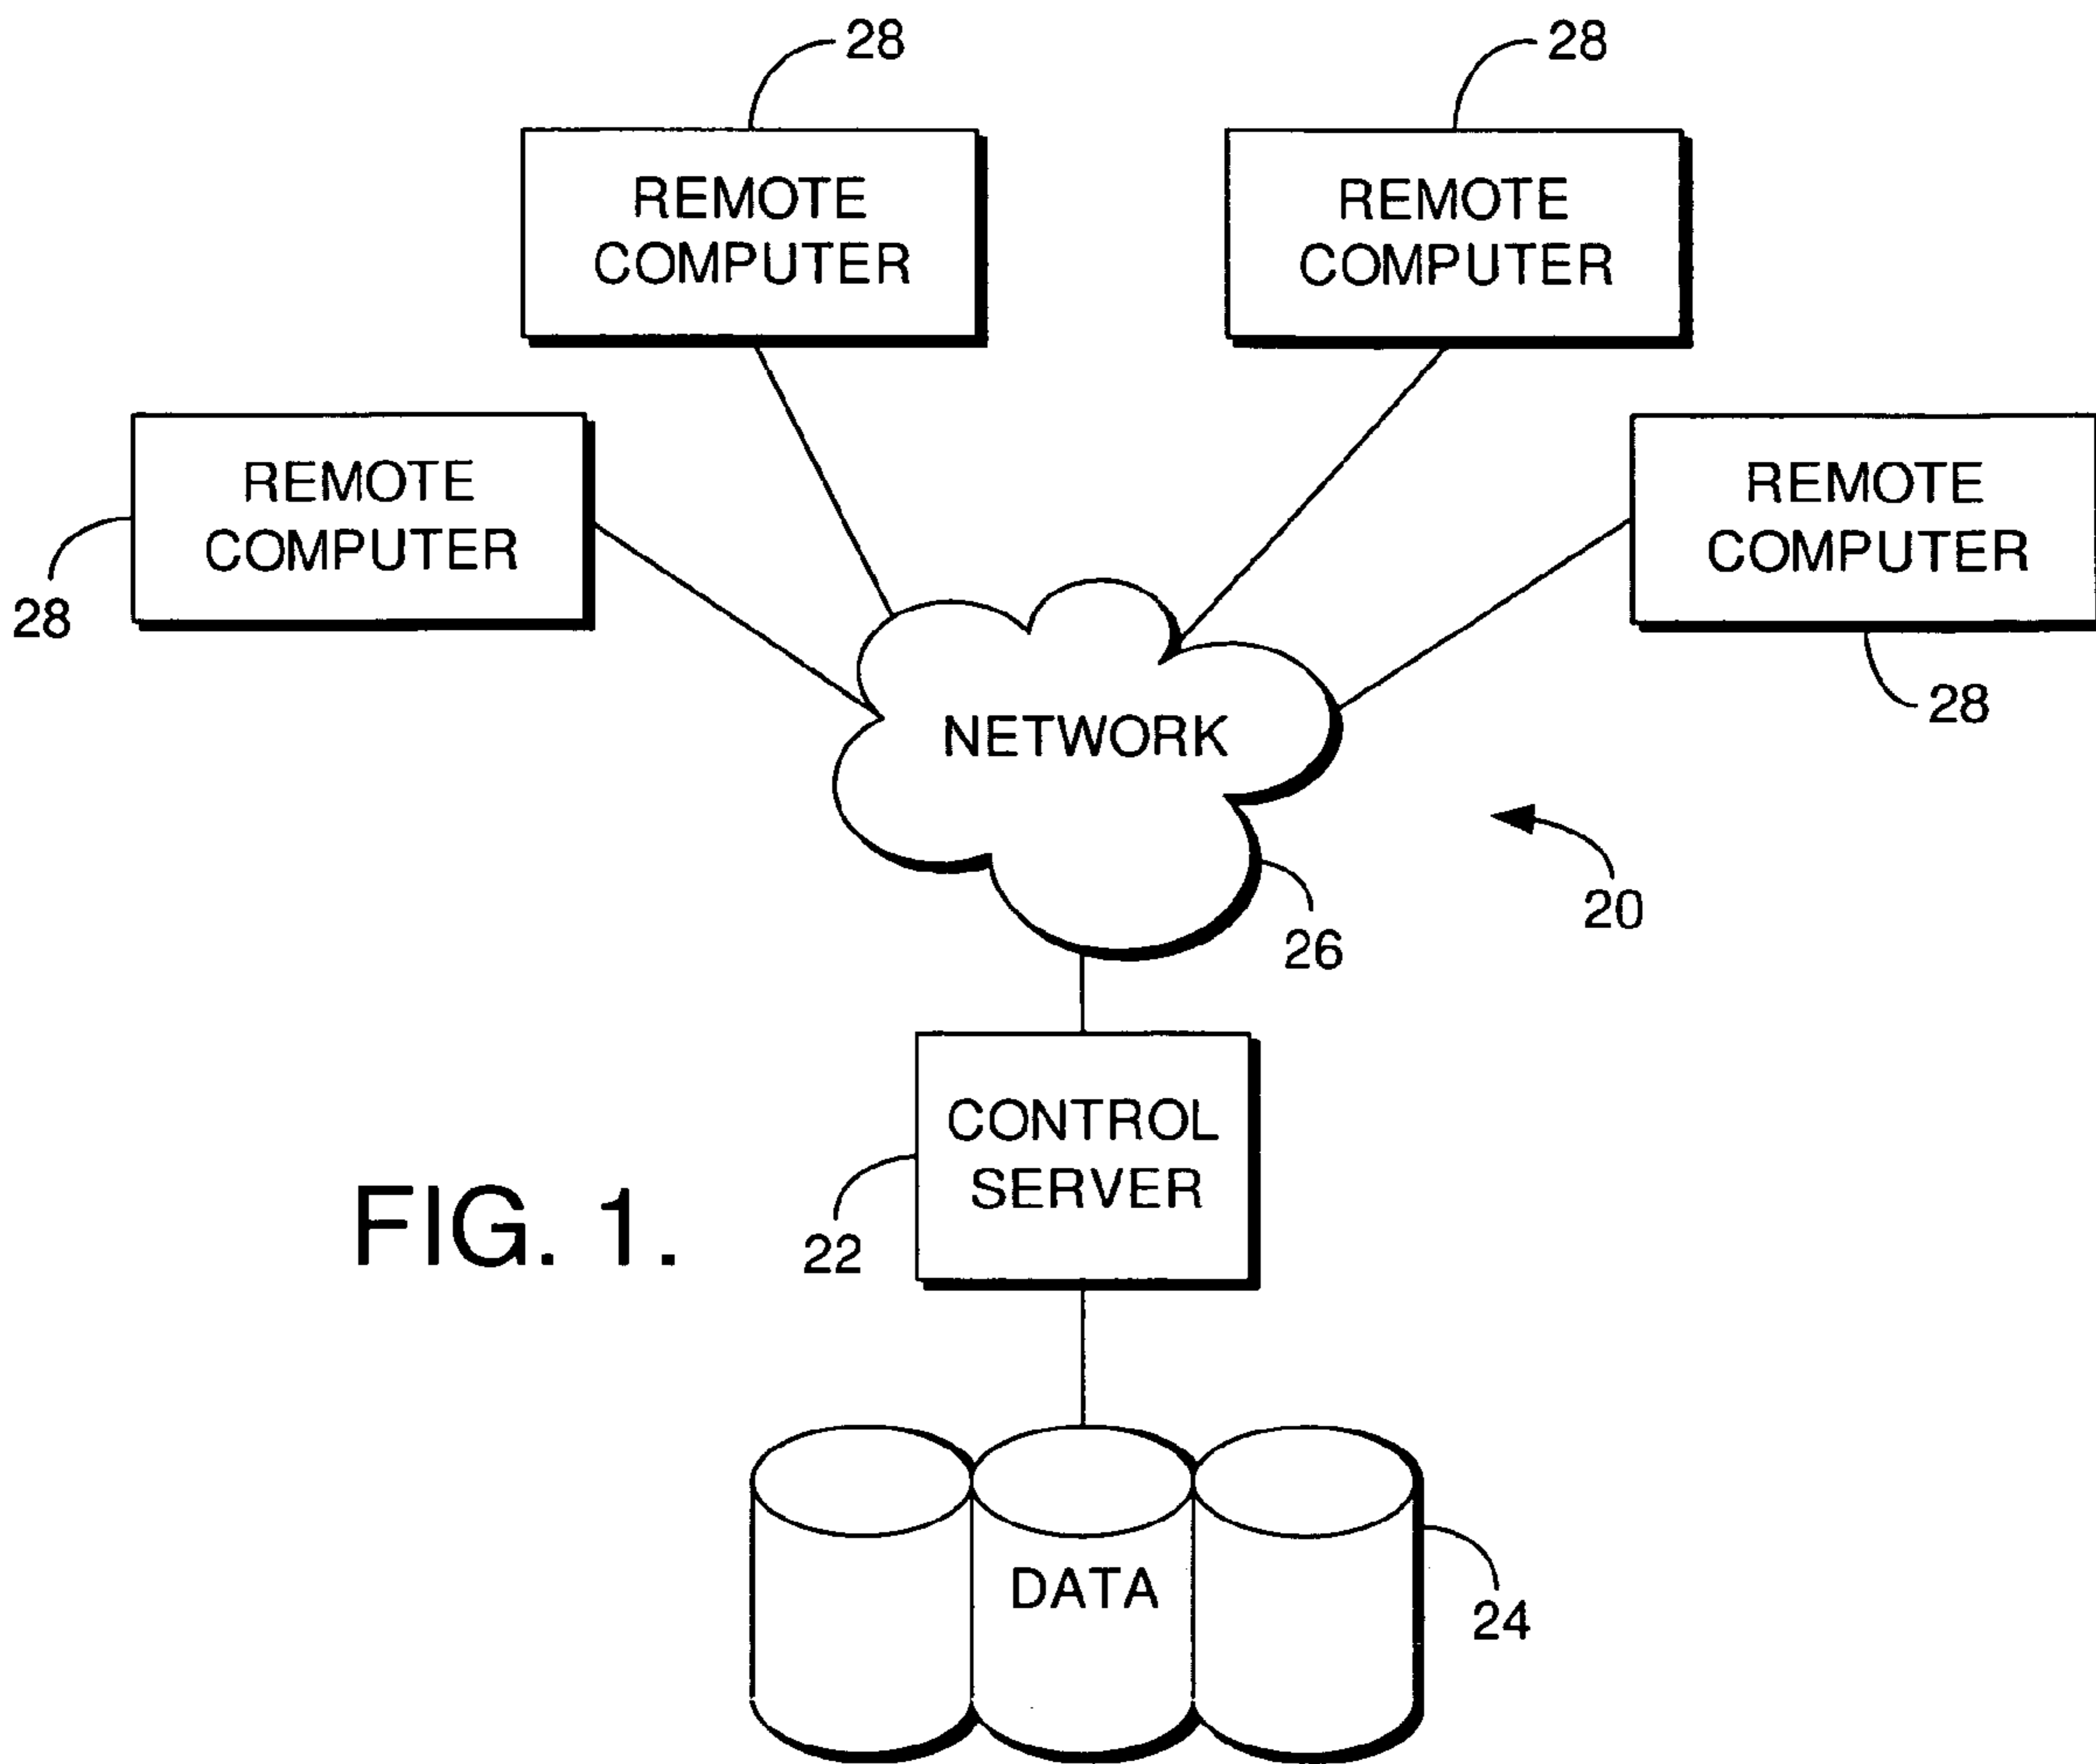 28
28
REMOTE
COMPUTER
REMOTE
COMPUTER
REMOTE
COMPUTER
REMOTE
COMPUTER
28
28
NETWORK
20
26
CONTROL
SERVER
FIG. 1.
22
DATA
24